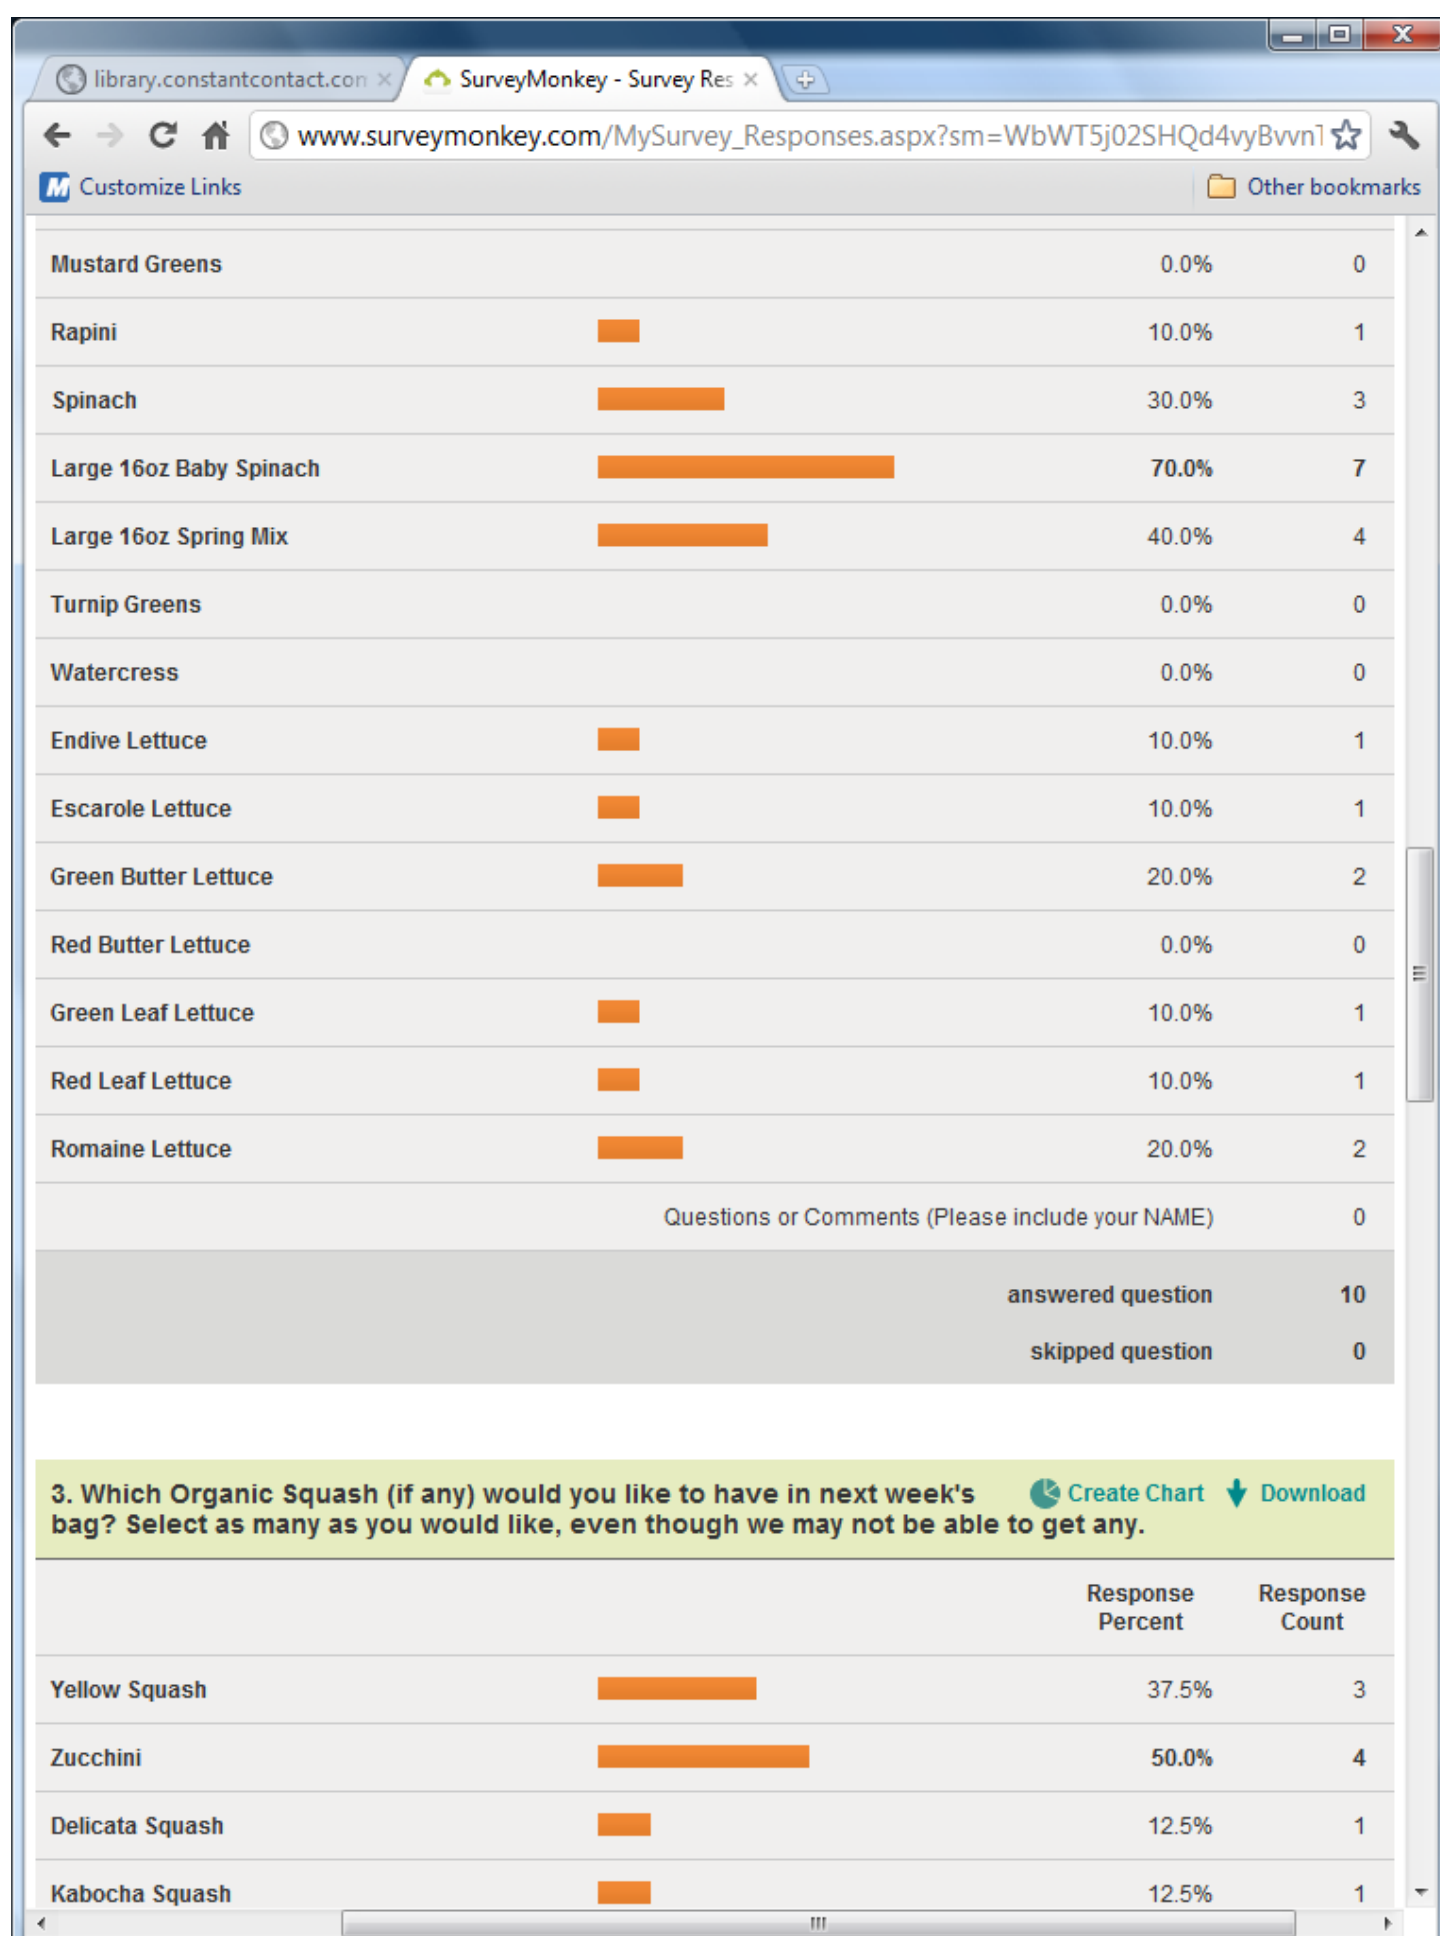 library.constantcontact.con
SurveyMonkey - Survey Res
www.surveymonkey.com/MySurvey_Responses.aspx?sm=WbWT5j02SHQd4vyBvvn
Customize Links
Other bookmarks
Mustard Greens 0.0% 0
Rapini 10.0% 1
Spinach 30.0% 3
Large 16oz Baby Spinach 70.0% 7
Large 16oz Spring Mix 40.0% 4
Turnip Greens 0.0% 0
Watercress 0.0% 0
Endive Lettuce 10.0% 1
Escarole Lettuce 10.0% 1
Green Butter Lettuce 20.0% 2
Red Butter Lettuce 0.0% 0
Green Leaf Lettuce 10.0% 1
Red Leaf Lettuce 10.0% 1
Romaine Lettuce 20.0% 2
Questions or Comments (Please include your NAME) 0
answered question 10
skipped question 0
3. Which Organic Squash (if any) would you like to have in next week's Create Chart Download
bag? Select as many as you would like, even though we may not be able to get any.
Response Response
Percent Count
Yellow Squash 37.5% 3
Zucchini 50.0% 4
Delicata Squash 12.5% 1
Kabocha Squash 12.5% 1